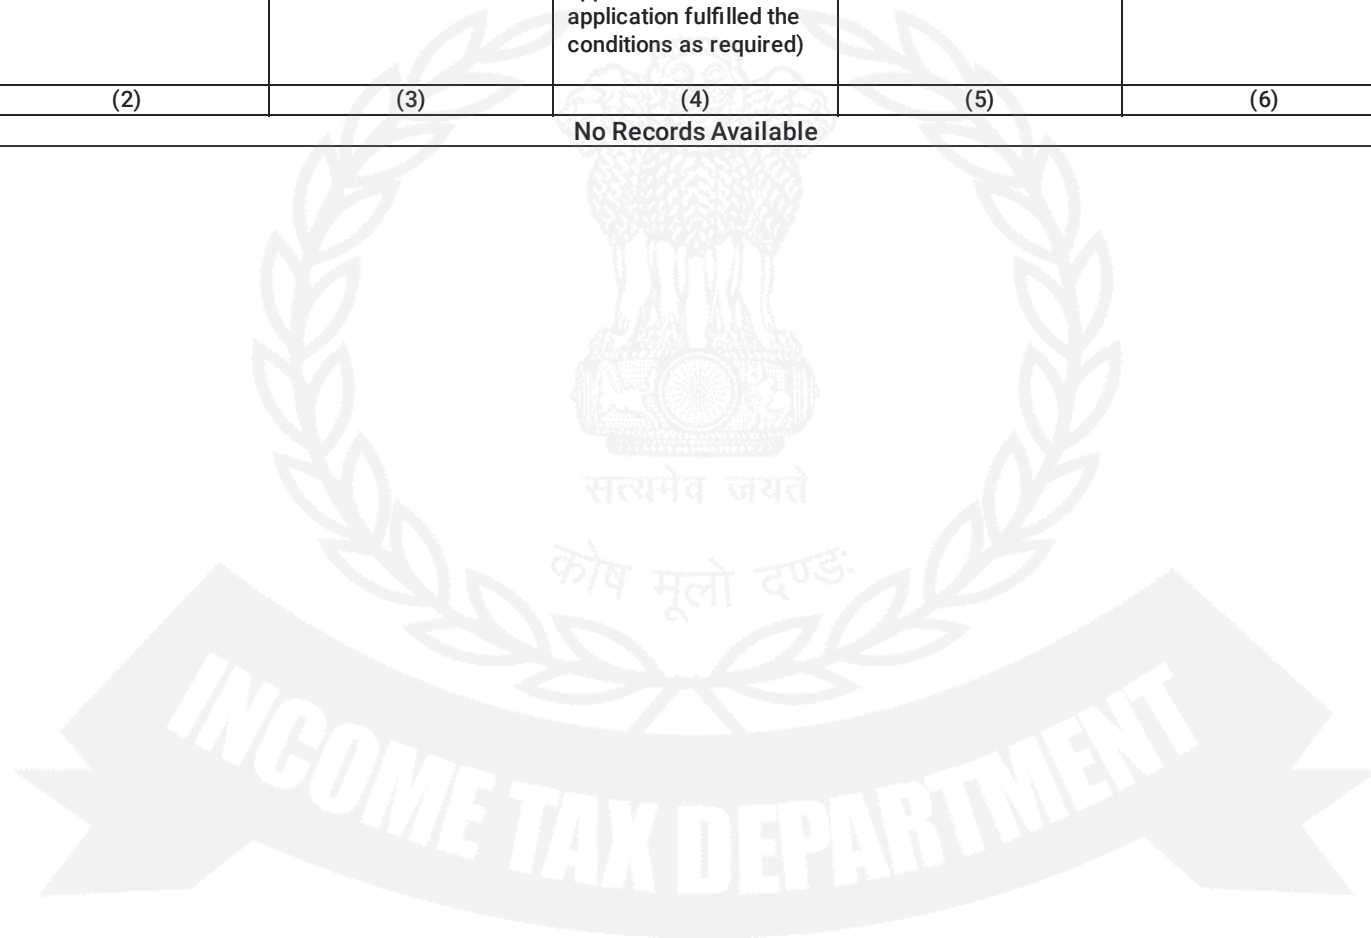 application fulfilled the
conditions as required)
(2) (3) (4) (5) (6)
No Records Available
सत्यमेव जयते
कोष मूलो दण्डः
INCOME TAX DEPARTMENT